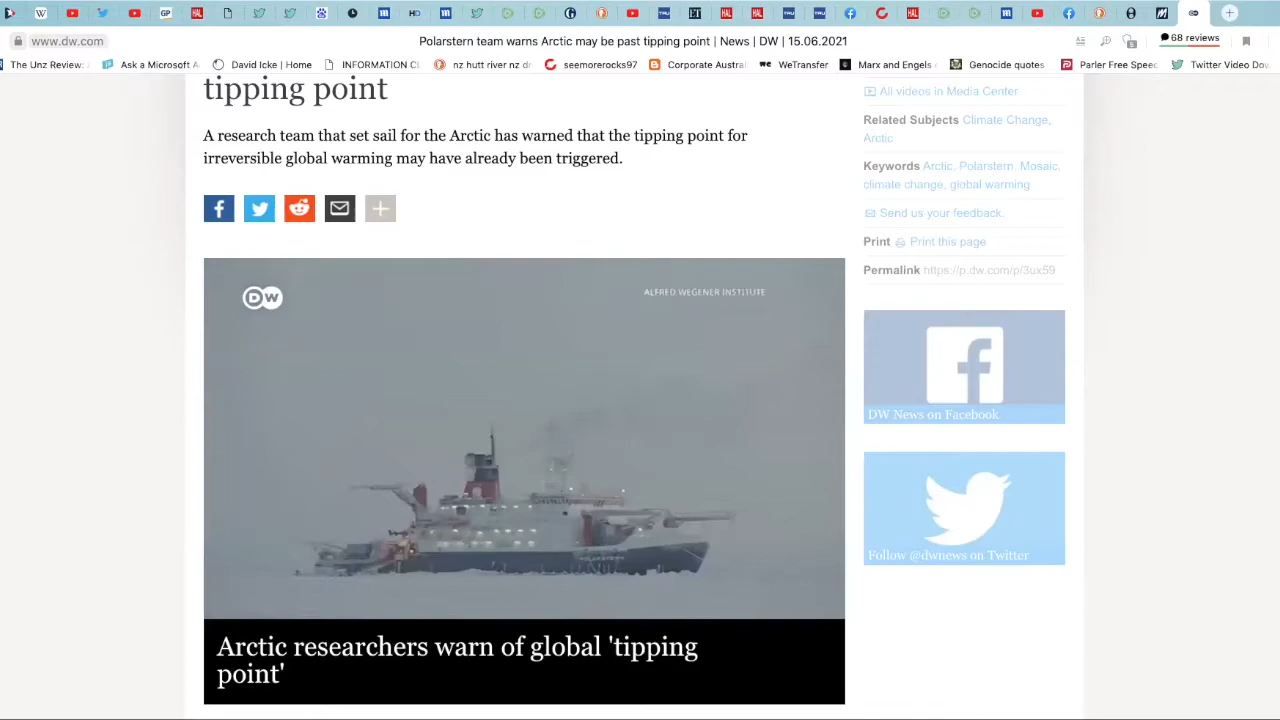 www.dw.com
Polarstern team warns Arctic may be past tipping point | News | DW | 15.06.2021
68 reviews
The Unz Review:
Ask a Microsoft A
David Icke | Home
INFORMATION CL
nz hutt river nz dr
seemorerocks97
Corporate Austral
WeTransfer
Marx and Engels
Genocide quotes
Parler Free Speec
Twitter Video Dow
tipping point
A research team that set sail for the Arctic has warned that the tipping point for
irreversible global warming may have already been triggered.
DW
ALFRED WEGENER INSTITUTE
Arctic researchers warn of global 'tipping
point'
All videos in Media Center
Related Subjects Climate Change,
Arctic
Keywords Arctic, Polarstern, Mosaic,
climate change, global warming
Send us your feedback.
Print Print this page
Permalink https://p.dw.com/p/3ux59
DW News on Facebook
Follow @dwnews on Twitter